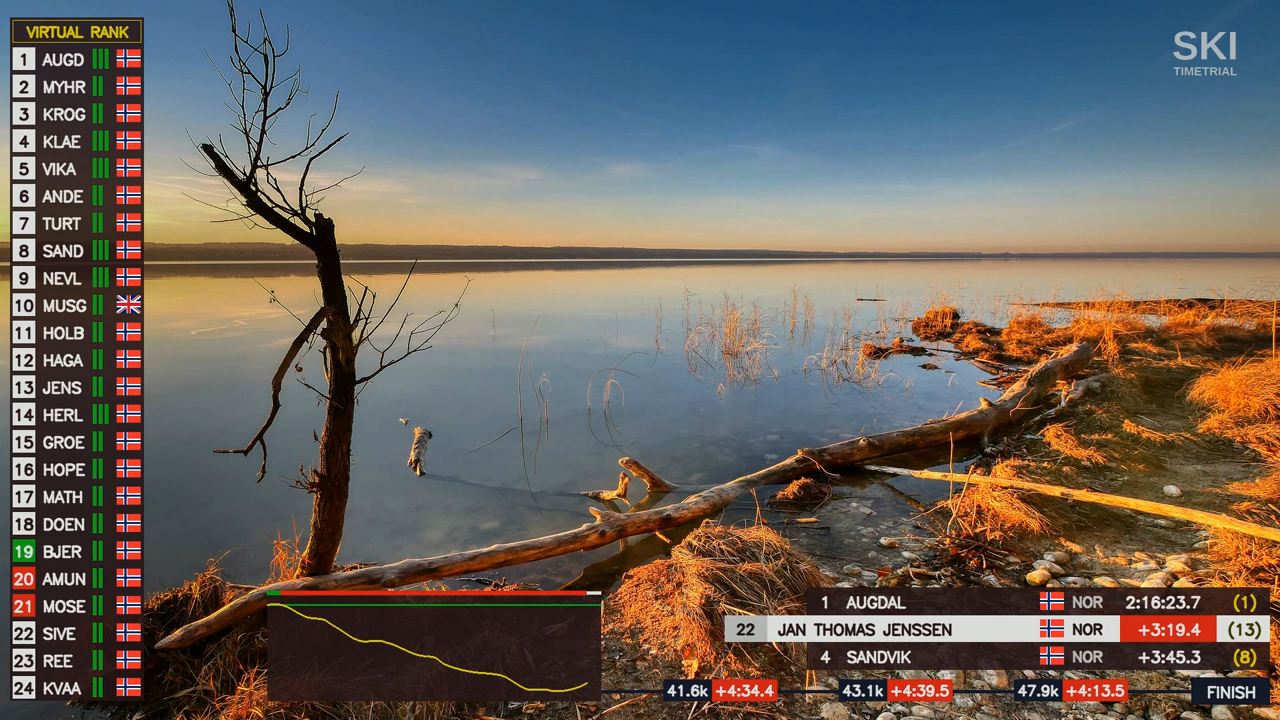 VIRTUAL RANK
1 AUGD
2 MYHR
3 KROG
4 KLAE
5 VIKA
6 ANDE
7 TURT
8 SAND
9 NEVL
10 MUSG
11 HOLB
12 HAGA
13 JENS
14 HERL
15 GROE
16 HOPE
17 MATH
18 DOEN
19 BJER
20 AMUN
21 MOSE
22 SIVE
23 REE
24 KVAA
SKI
TIMETRIAL
1 AUGDAL NOR 2:16:23.7 (1)
22 JAN THOMAS JENSSEN NOR +3:19.4 (13)
4 SANDVIK NOR +3:45.3 (8)
41.6k +4:34.4 43.1k +4:39.5 47.9k +4:13.5 FINISH